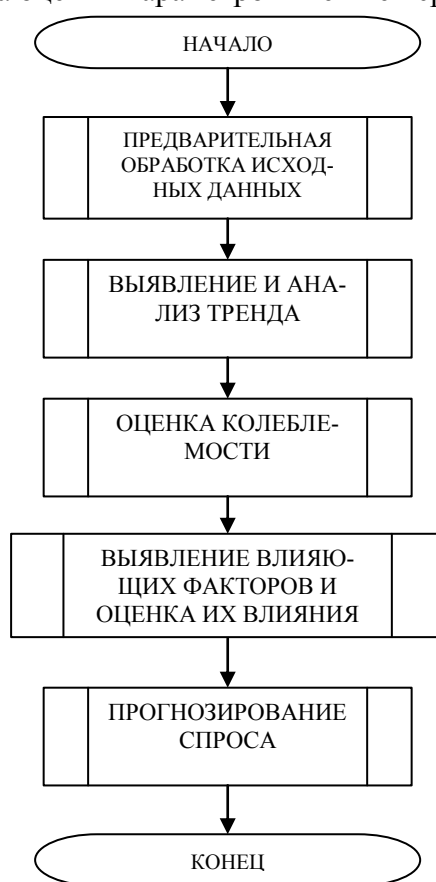 НАЧАЛО
ПРЕДВАРИТЕЛЬНАЯ
ОБРАБОТКА ИСХОД-
НЫХ ДАННЫХ
ВЫЯВЛЕНИЕ И АНА-
ЛИЗ ТРЕНДА
ОЦЕНКА КОЛЕБЛЕ-
МОСТИ
ВЫЯВЛЕНИЕ ВЛИЯЮ-
ЩИХ ФАКТОРОВ И
ОЦЕНКА ИХ ВЛИЯНИЯ
ПРОГНОЗИРОВАНИЕ
СПРОСА
КОНЕЦ